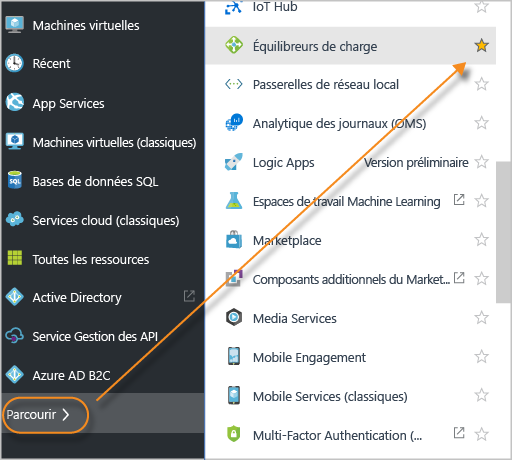 Machines virtuelles
Récent
App Services
Machines virtuelles (classiques)
Bases de données SQL
Services cloud (classiques)
Toutes les ressources
Active Directory
Service Gestion des API
Azure AD B2C
Parcourir
IoT Hub
Équilibreurs de charge
Passerelles de réseau local
Analytique des journaux (OMS)
Logic Apps Version préliminaire
Espaces de travail Machine Learning
Marketplace
Composants additionnels du Market...
Media Services
Mobile Engagement
Mobile Services (classiques)
Multi-Factor Authentication (...